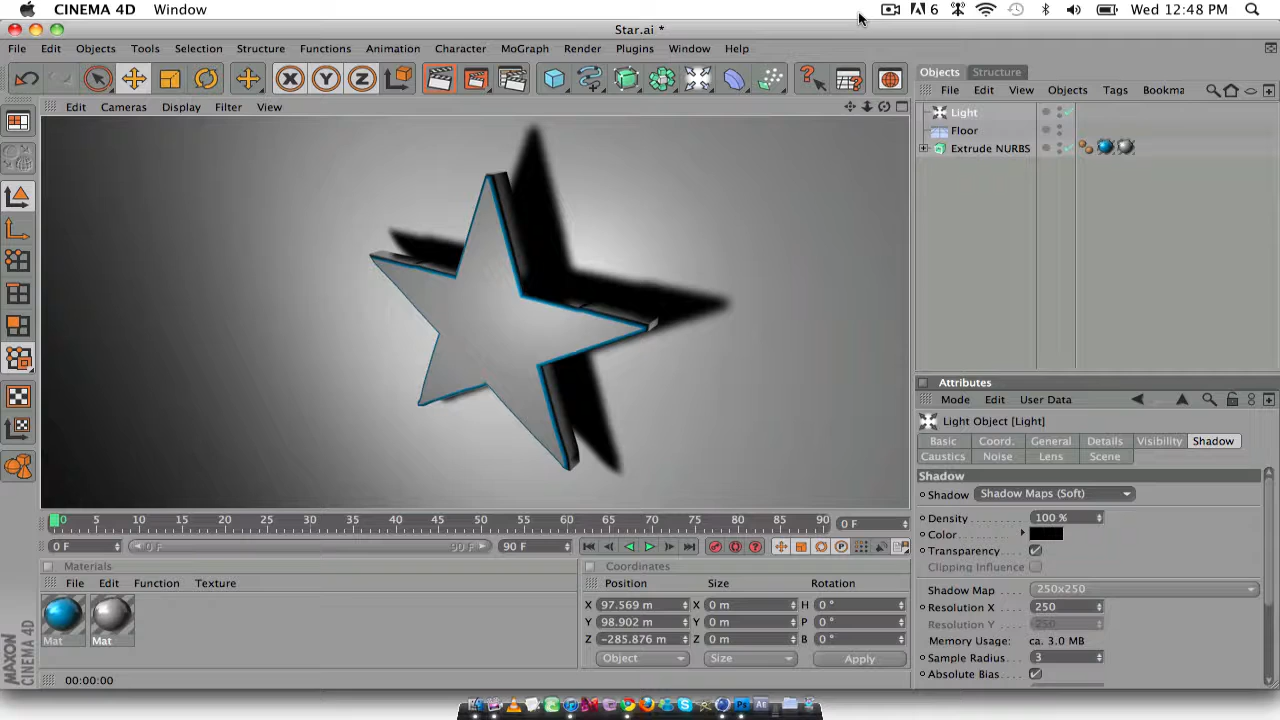 CINEMA 4D Window 6 Wed 12:48 PM
Star.ai *
File Edit Objects Tools Selection Structure Functions Animation Character MoGraph Render Plugins Window Help
X Y Z
Objects Structure
File Edit View Objects Tags Bookma
Edit Cameras Display Filter View
Light
Floor
Extrude NURBS
Attributes
Mode Edit User Data
Light Object [Light]
Basic Coord. General Details Visibility Shadow
Caustics Noise Lens Scene
Shadow
Shadow Shadow Maps (Soft)
Density 100 %
Color
Transparency
Clipping Influence
Shadow Map 250x250
Resolution X 250
Resolution Y 250
Memory Usage: ca. 3.0 MB
Sample Radius 3
Absolute Bias
0 5 10 15 20 25 30 35 40 45 50 55 60 65 70 75 80 85 90 0 F
0 F 0 F 90 F 90 F
Materials
File Edit Function Texture
Mat Mat
Coordinates
Position Size Rotation
X 97.569 m X 0 m H 0 °
Y 98.902 m Y 0 m P 0 °
Z -285.876 m Z 0 m B 0 °
Object Size Apply
MAXON
CINEMA 4D
00:00:00